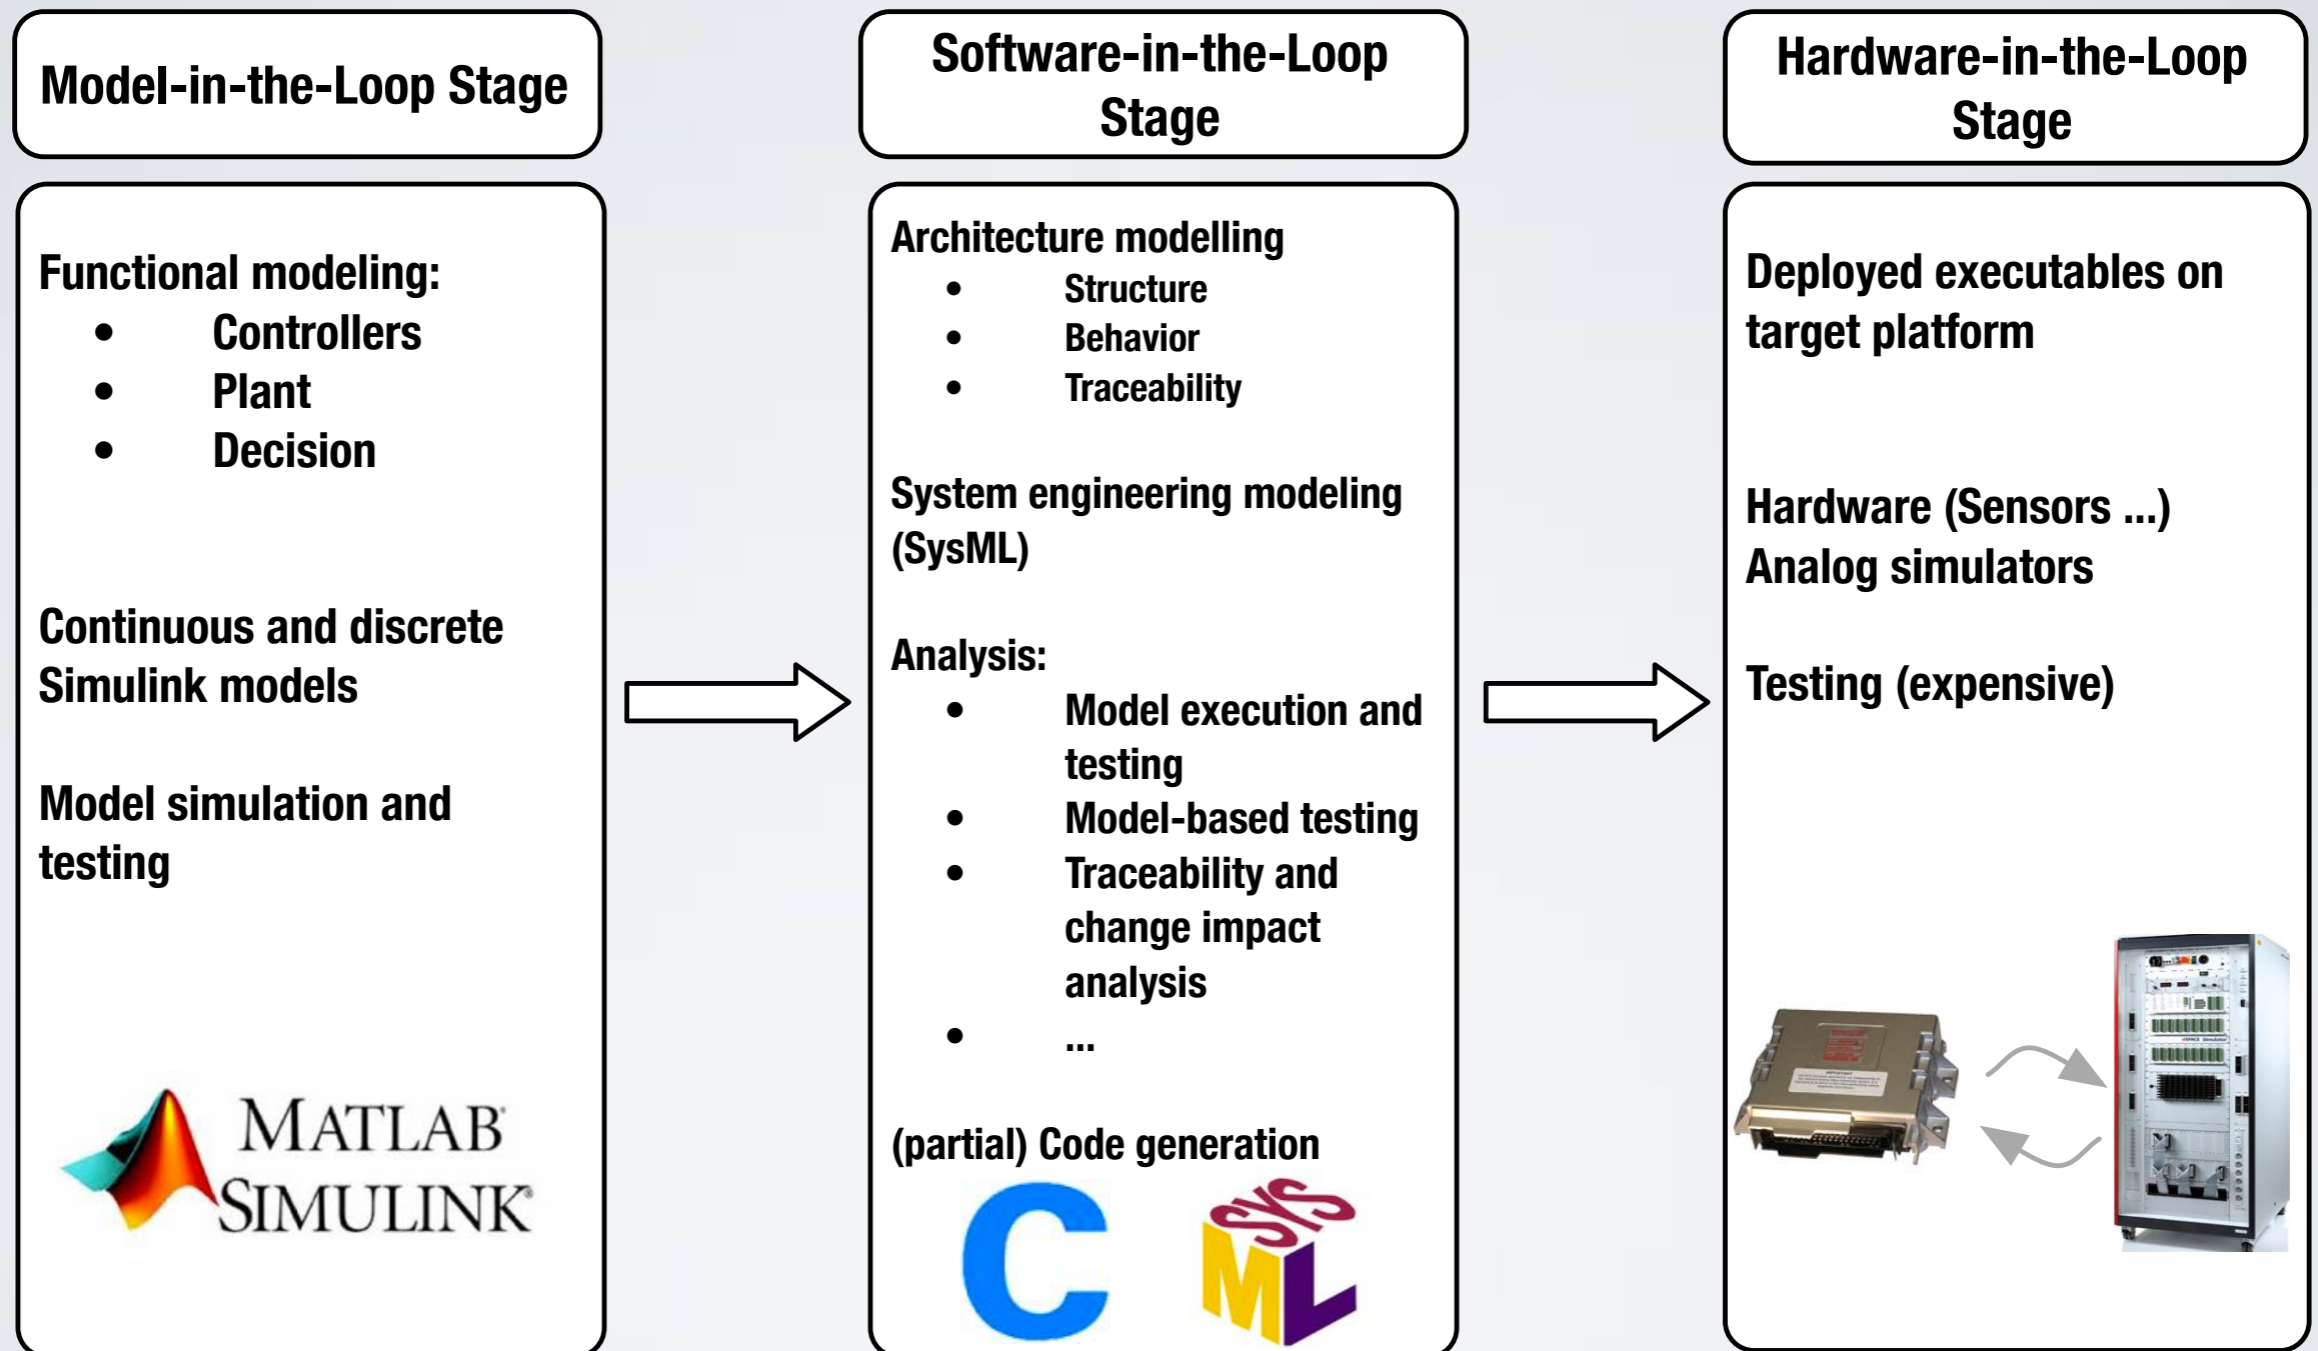 Model-in-the-Loop Stage
Functional modeling:
• Controllers
• Plant
• Decision
Continuous and discrete
Simulink models
Model simulation and
testing
MATLAB®
SIMULINK®
Software-in-the-Loop
Stage
Architecture modelling
• Structure
• Behavior
• Traceability
System engineering modeling
(SysML)
Analysis:
• Model execution and
testing
• Model-based testing
• Traceability and
change impact
analysis
• ...
(partial) Code generation
C
SYS
ML
Hardware-in-the-Loop
Stage
Deployed executables on
target platform
Hardware (Sensors ...)
Analog simulators
Testing (expensive)
IMPORTANT
dSPACE Simulator